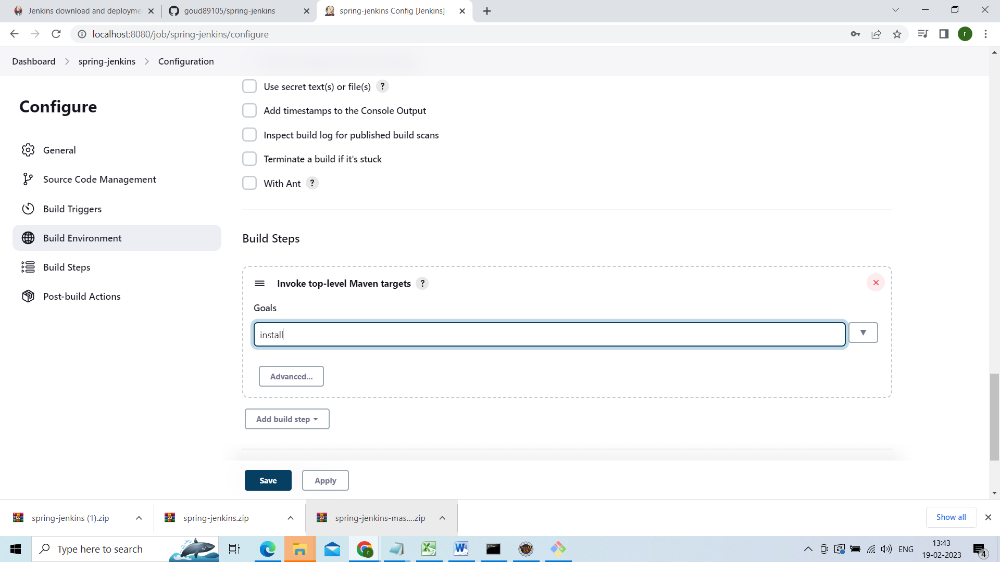 Jenkins download and deployme
goud89105/spring-jenkins
spring-jenkins Config [Jenkins]
localhost:8080/job/spring-jenkins/configure
r
Dashboard
spring-jenkins
Configuration
Configure
General
Source Code Management
Build Triggers
Build Environment
Build Steps
Post-build Actions
Use secret text(s) or file(s) ?
Add timestamps to the Console Output
Inspect build log for published build scans
Terminate a build if it's stuck
With Ant ?
Build Steps
Invoke top-level Maven targets ?
Goals
install
Advanced...
Add build step
Save
Apply
spring-jenkins (1).zip
spring-jenkins.zip
spring-jenkins-mas....zip
Show all
Type here to search
ENG
13:43
19-02-2023
4